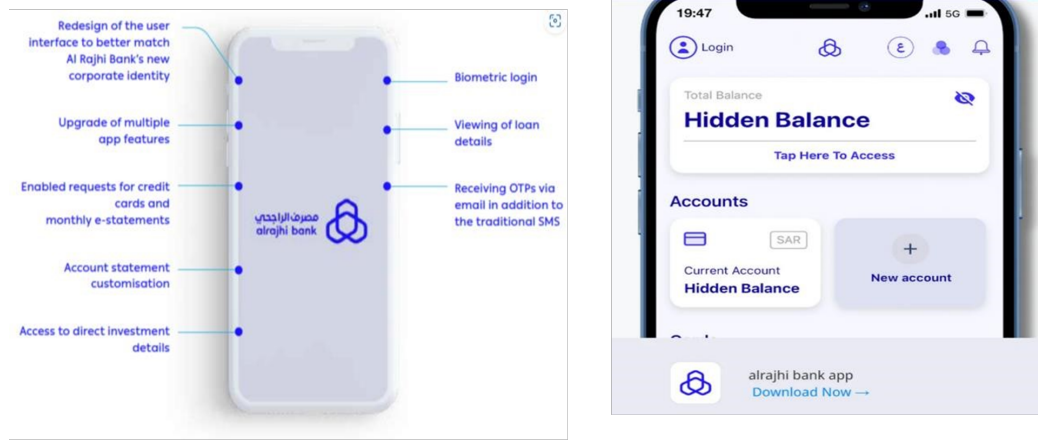 Redesign of the user
interface to better match
Al Rajhi Bank's new
corporate identity
Upgrade of multiple
app features
Enabled requests for credit
cards and
monthly e-statements
Account statement
customisation
Access to direct investment
details
مصرف الراجحي
alrajhi bank
Biometric login
Viewing of loan
details
Receiving OTPs via
email in addition to
the traditional SMS
19:47
5G
Login
ع
Total Balance
Hidden Balance
Tap Here To Access
Accounts
SAR
Current Account
Hidden Balance
+
New account
alrajhi bank app
Download Now →